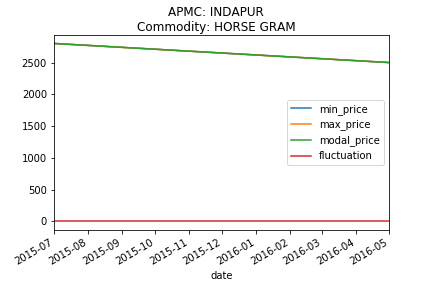 APMC: INDAPUR
Commodity: HORSE GRAM
2500
2000
1500
1000
500
0
min_price
max_price
modal_price
fluctuation
2015-07
2015-08
2015-09
2015-10
2015-11
2015-12
2016-01
2016-02
2016-03
2016-04
2016-05
date